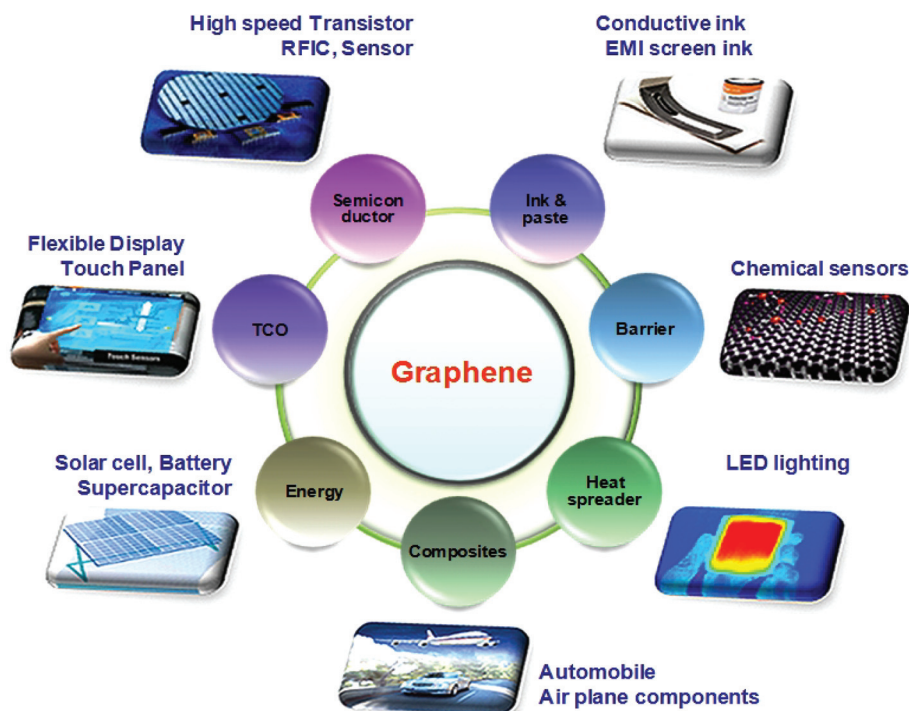 High speed Transistor
RFIC, Sensor
Conductive ink
EMI screen ink
Semicon
ductor
Ink &
paste
Flexible Display
Touch Panel
Chemical sensors
TCO
Barrier
Touch Sensors
Graphene
Solar cell, Battery
Supercapacitor
LED lighting
Energy
Heat
spreader
Composites
Automobile
Air plane components